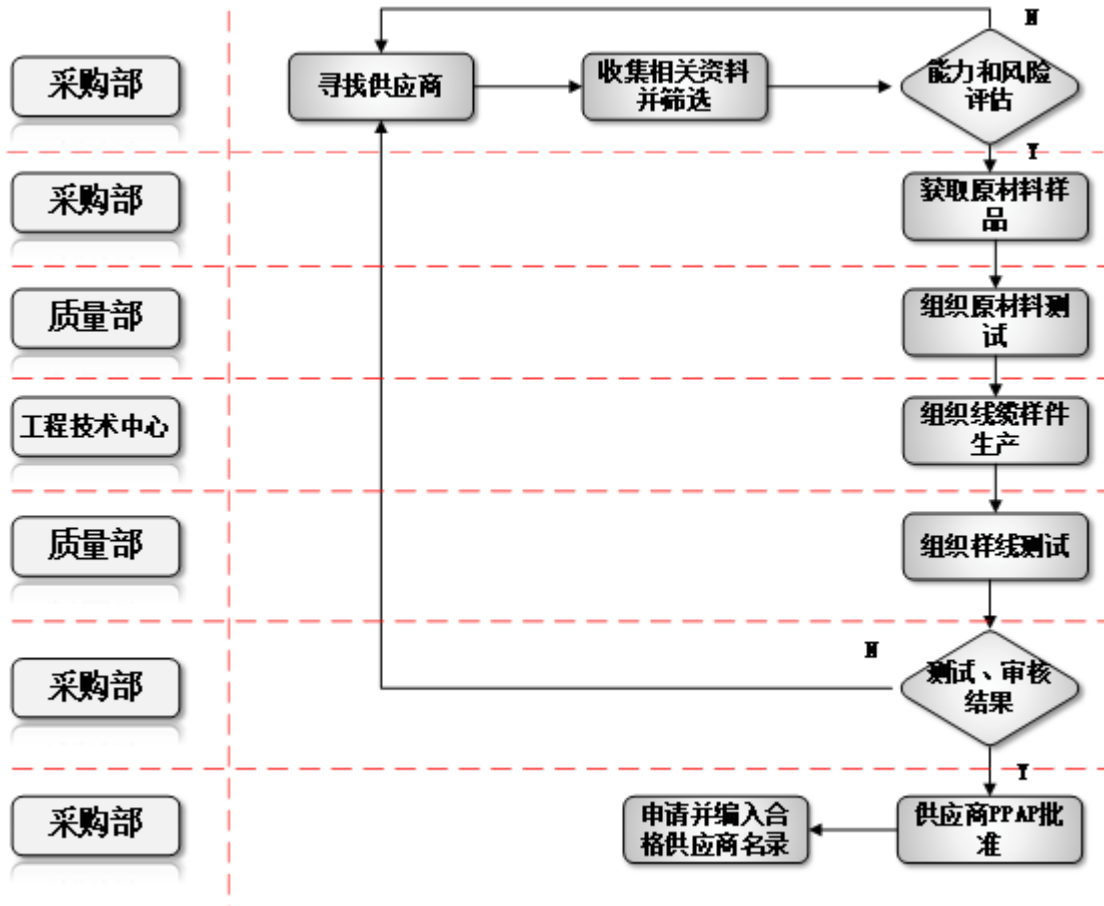 N
采购部
寻找供应商
收集相关资料
并筛选
能力和风险
评估
Y
采购部
获取原材料样
品
质量部
组织原材料测
试
工程技术中心
组织线缆样件
生产
质量部
组织样线测试
N
采购部
测试、审核
结果
Y
采购部
申请并编入合
格供应商名录
供应商PPAP批
准